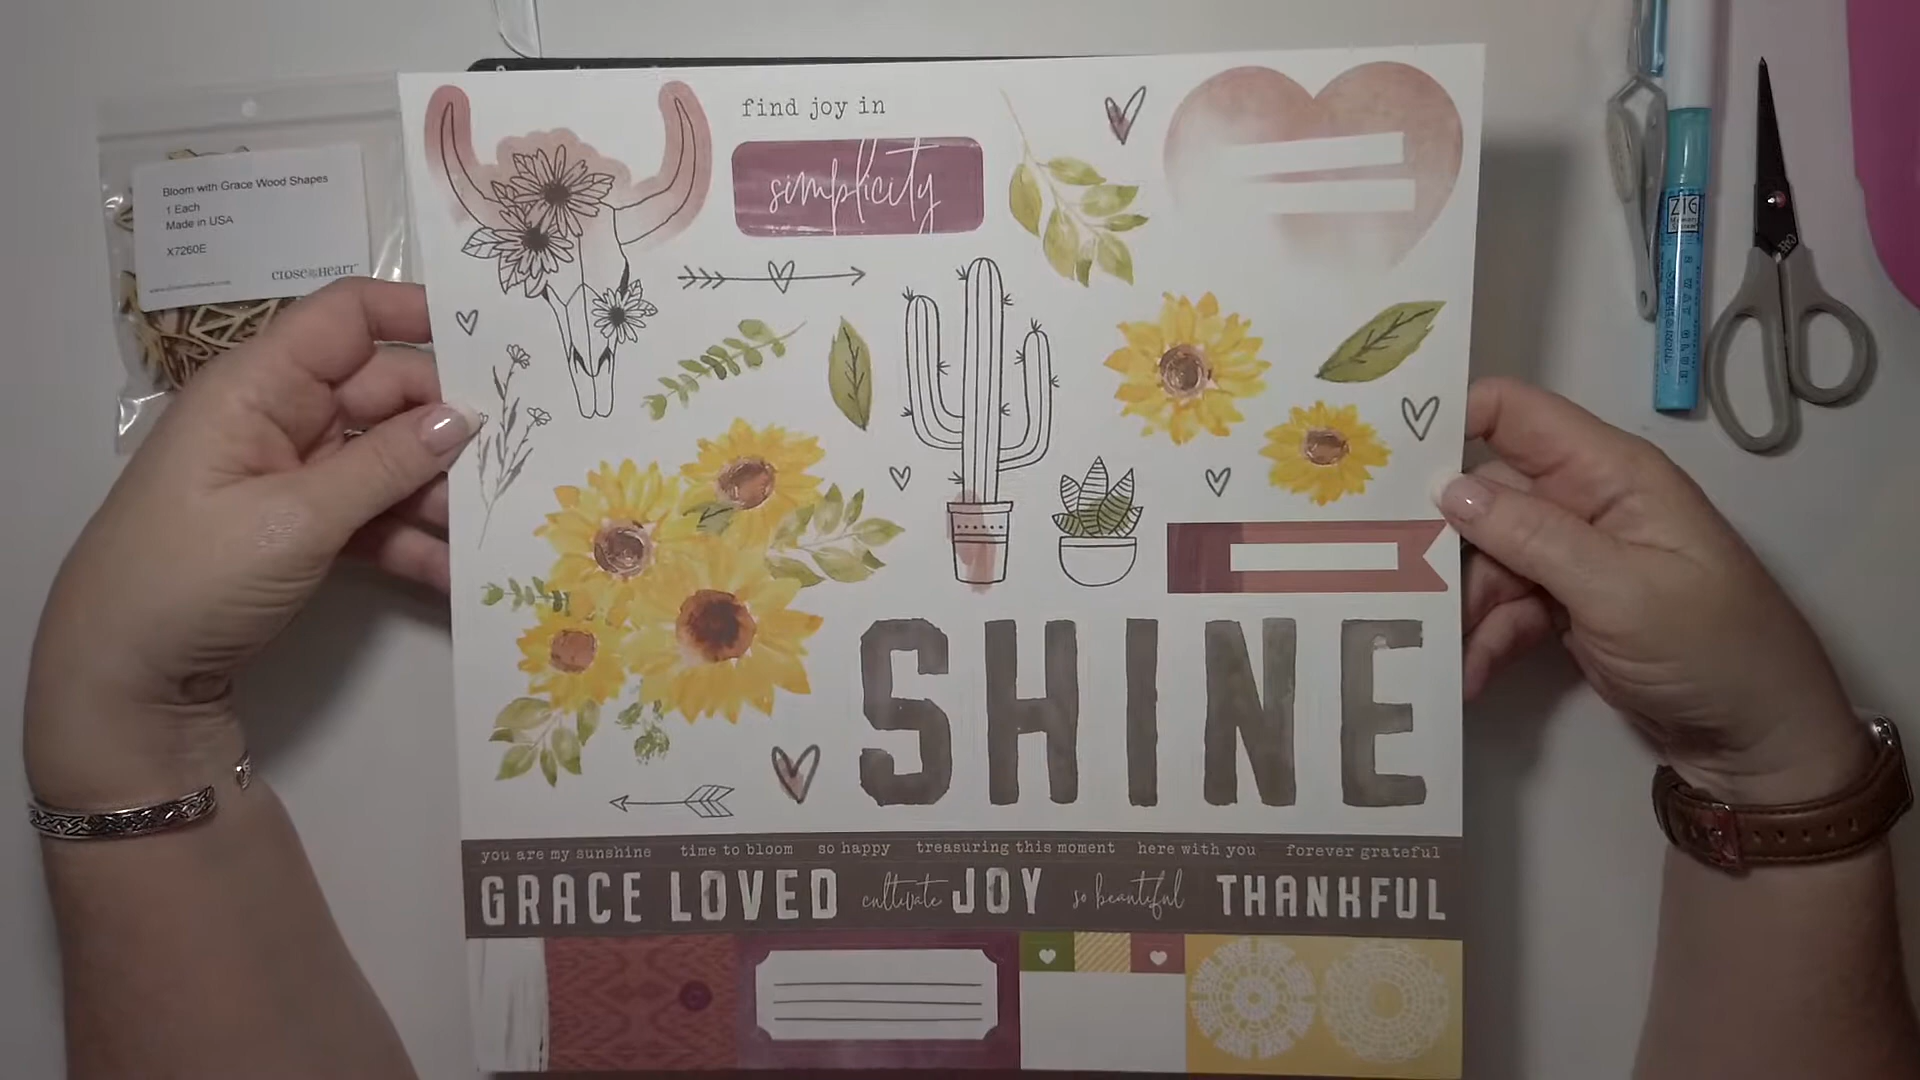 find joy in
simplicity
Bloom with Grace Wood Shapes
1 Each
Made in USA
X7260E
CLOSE TO MY HEART
ZIG
SHINE
you are my sunshine time to bloom so happy treasuring this moment here with you forever grateful
GRACE LOVED cultivate JOY so beautiful THANKFUL